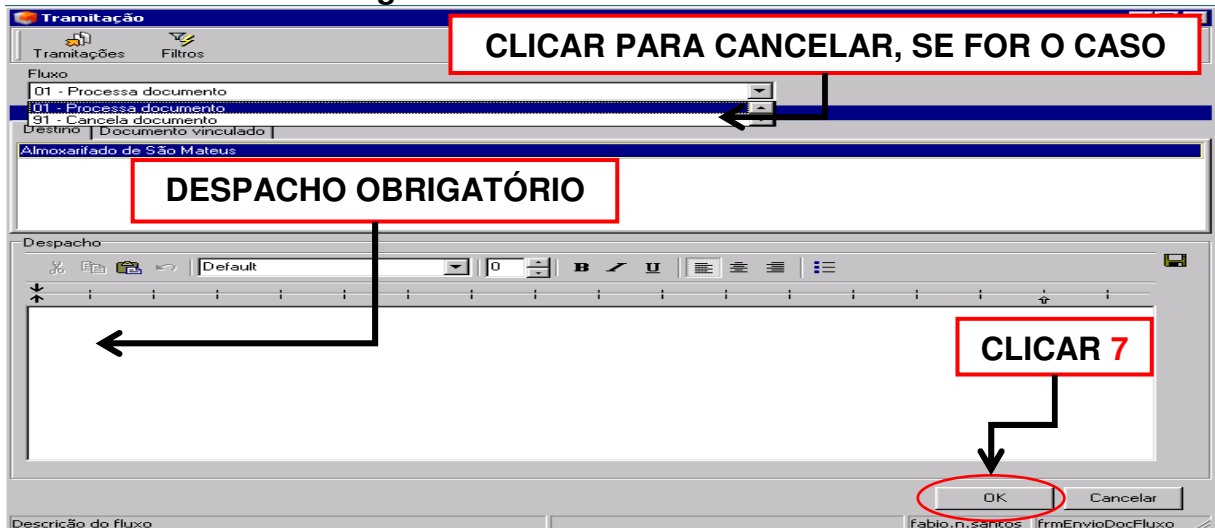 Tramitação
CLICAR PARA CANCELAR, SE FOR O CASO
Tramitações Filtros
Fluxo
01 - Processa documento
01 - Processa documento
91 - Cancela documento
Destino Documento vinculado
Almoxarifado de São Mateus
DESPACHO OBRIGATÓRIO
Despacho
Default 0 B I U
CLICAR 7
OK Cancelar
Descrição do fluxo fabio.n.santos frmEnvioDocFluxo